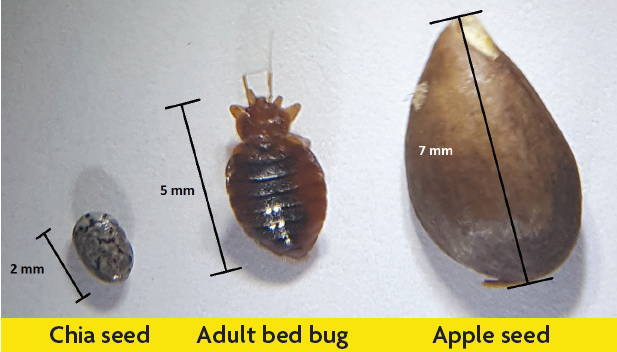 2 mm
5 mm
7 mm
Chia seed
Adult bed bug
Apple seed